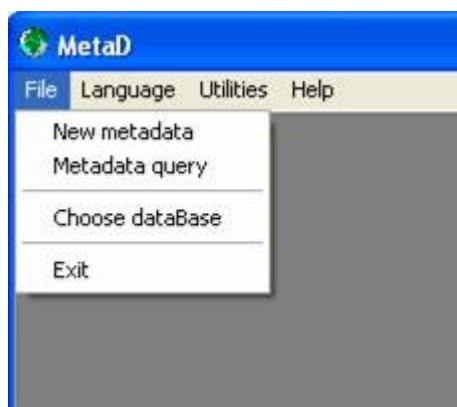 MetaD
File Language Utilities Help
New metadata
Metadata query
Choose dataBase
Exit